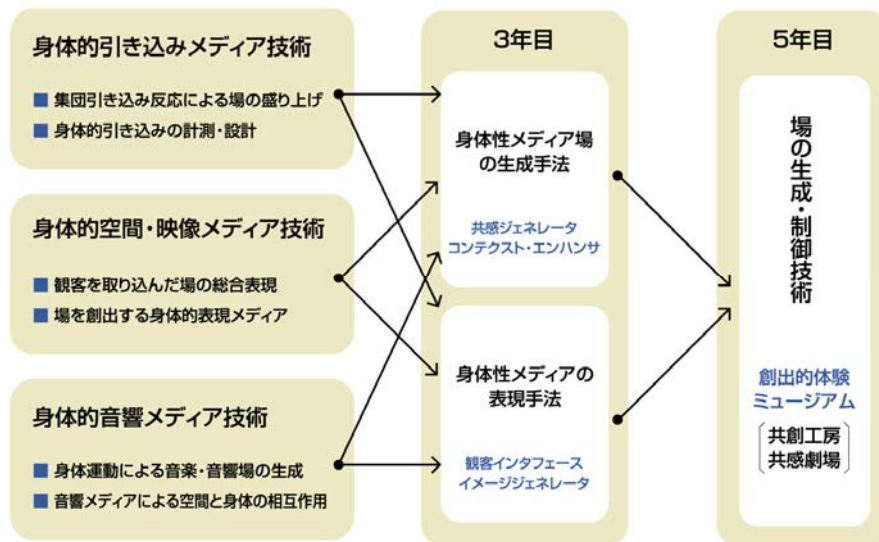 身体的引き込みメディア技術
■ 集団引き込み反応による場の盛り上げ
■ 身体的引き込みの計測・設計
身体的空間・映像メディア技術
■ 観客を取り込んだ場の総合表現
■ 場を創出する身体的表現メディア
身体的音響メディア技術
■ 身体運動による音楽・音響場の生成
■ 音響メディアによる空間と身体の相互作用
3年目
身体性メディア場
の生成手法
共感ジェネレータ
コンテクスト・エンハンサ
身体性メディアの
表現手法
観客インタフェース
イメージジェネレータ
5年目
場の生成・制御技術
創出的体験
ミュージアム
共創工房
共感劇場